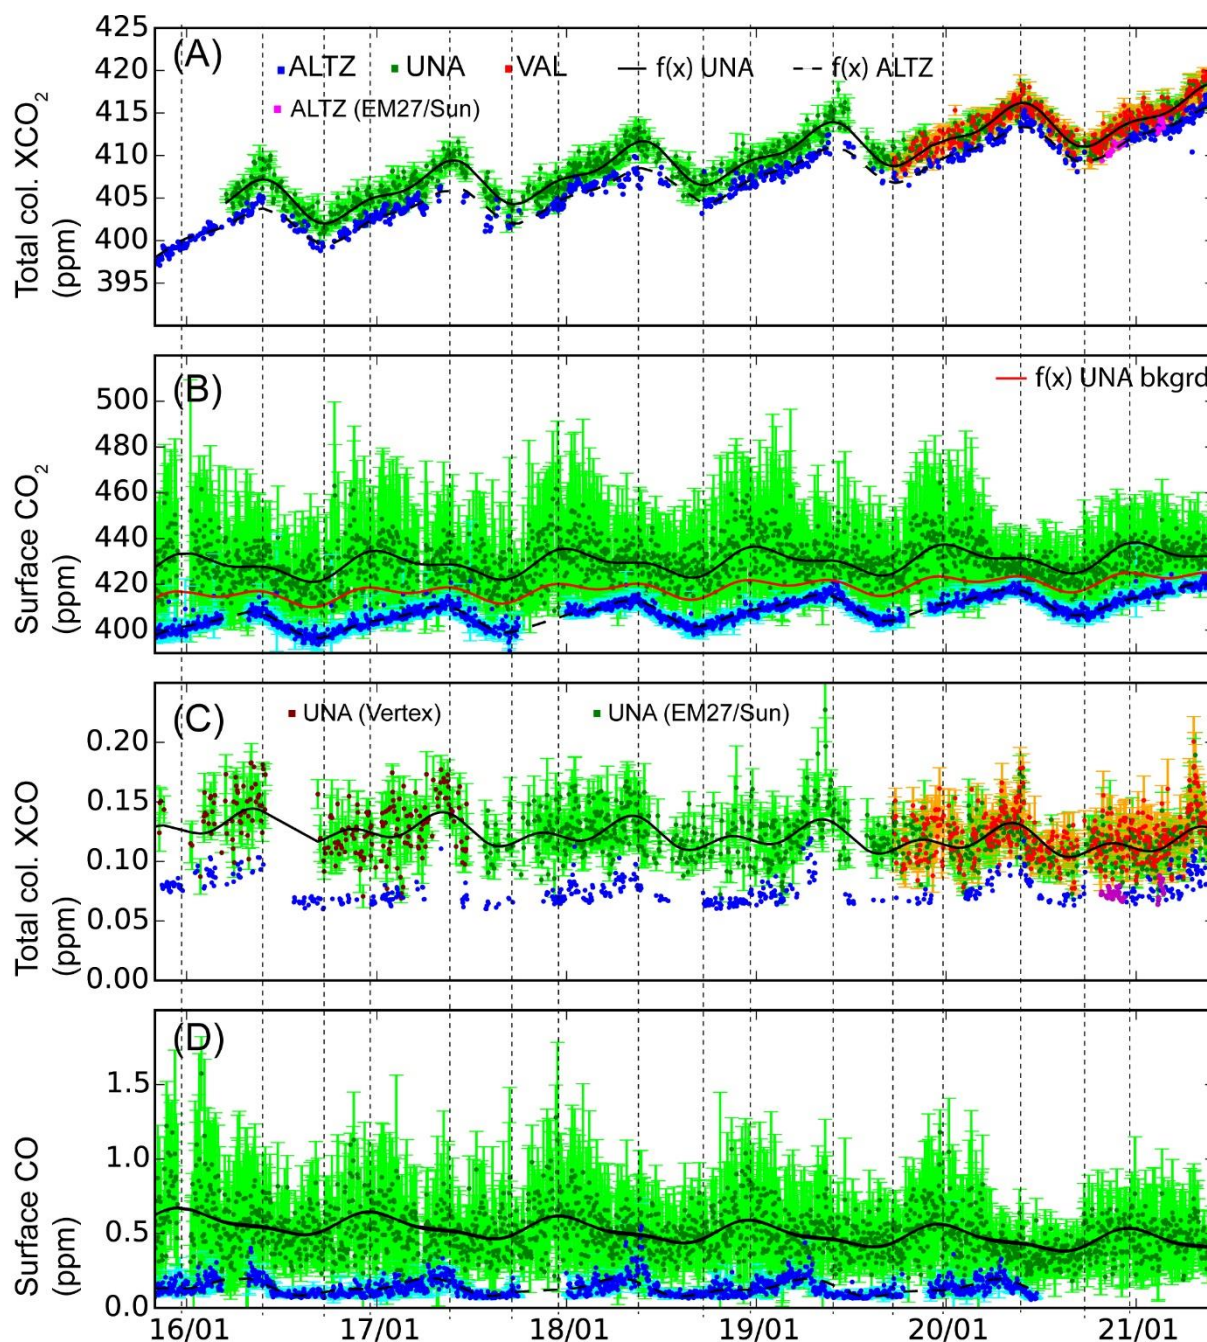 (A)
ALTZ UNA VAL f(x) UNA f(x) ALTZ
ALTZ (EM27/Sun)
Total col. XCO2
(ppm)
425
420
415
410
405
400
395
(B)
f(x) UNA bkgrd
Surface CO2
(ppm)
500
480
460
440
420
400
(C)
UNA (Vertex) UNA (EM27/Sun)
Total col. XCO
(ppm)
0.20
0.15
0.10
0.05
0.00
(D)
Surface CO
(ppm)
1.5
1.0
0.5
0.0
16/01 17/01 18/01 19/01 20/01 21/01